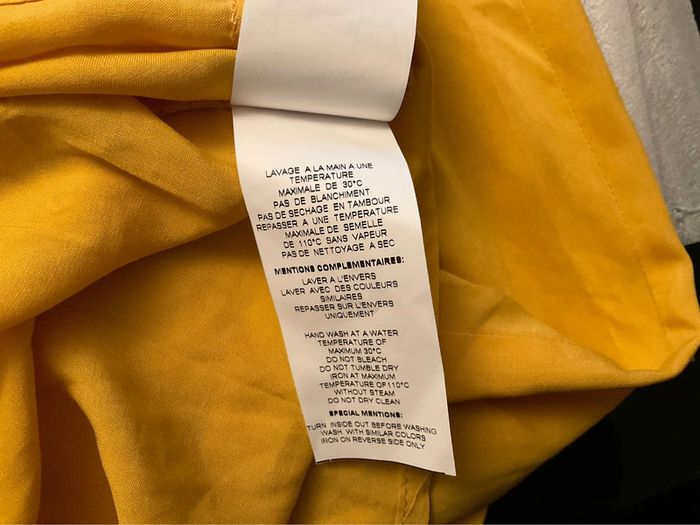 LAVAGE A LA MAIN A UNE
TEMPERATURE
MAXIMALE DE 30°C
PAS DE BLANCHIMENT
PAS DE SECHAGE EN TAMBOUR
REPASSER A UNE TEMPERATURE
MAXIMALE DE SEMELLE
DE 110°C SANS VAPEUR
PAS DE NETTOYAGE A SEC
MENTIONS COMPLEMENTAIRES:
LAVER A L'ENVERS
LAVER AVEC DES COULEURS
SIMILAIRES
REPASSER SUR L'ENVERS
UNIQUEMENT
HAND WASH AT A WATER
TEMPERATURE OF
MAXIMUM 30°C
DO NOT BLEACH
DO NOT TUMBLE DRY
IRON AT MAXIMUM
TEMPERATURE OF110°C
WITHOUT STEAM
DO NOT DRY CLEAN
SPECIAL MENTIONS:
TURN INSIDE OUT BEFORE WASHING
WASH WITH SIMILAR COLORS
IRON ON REVERSE SIDE ONLY